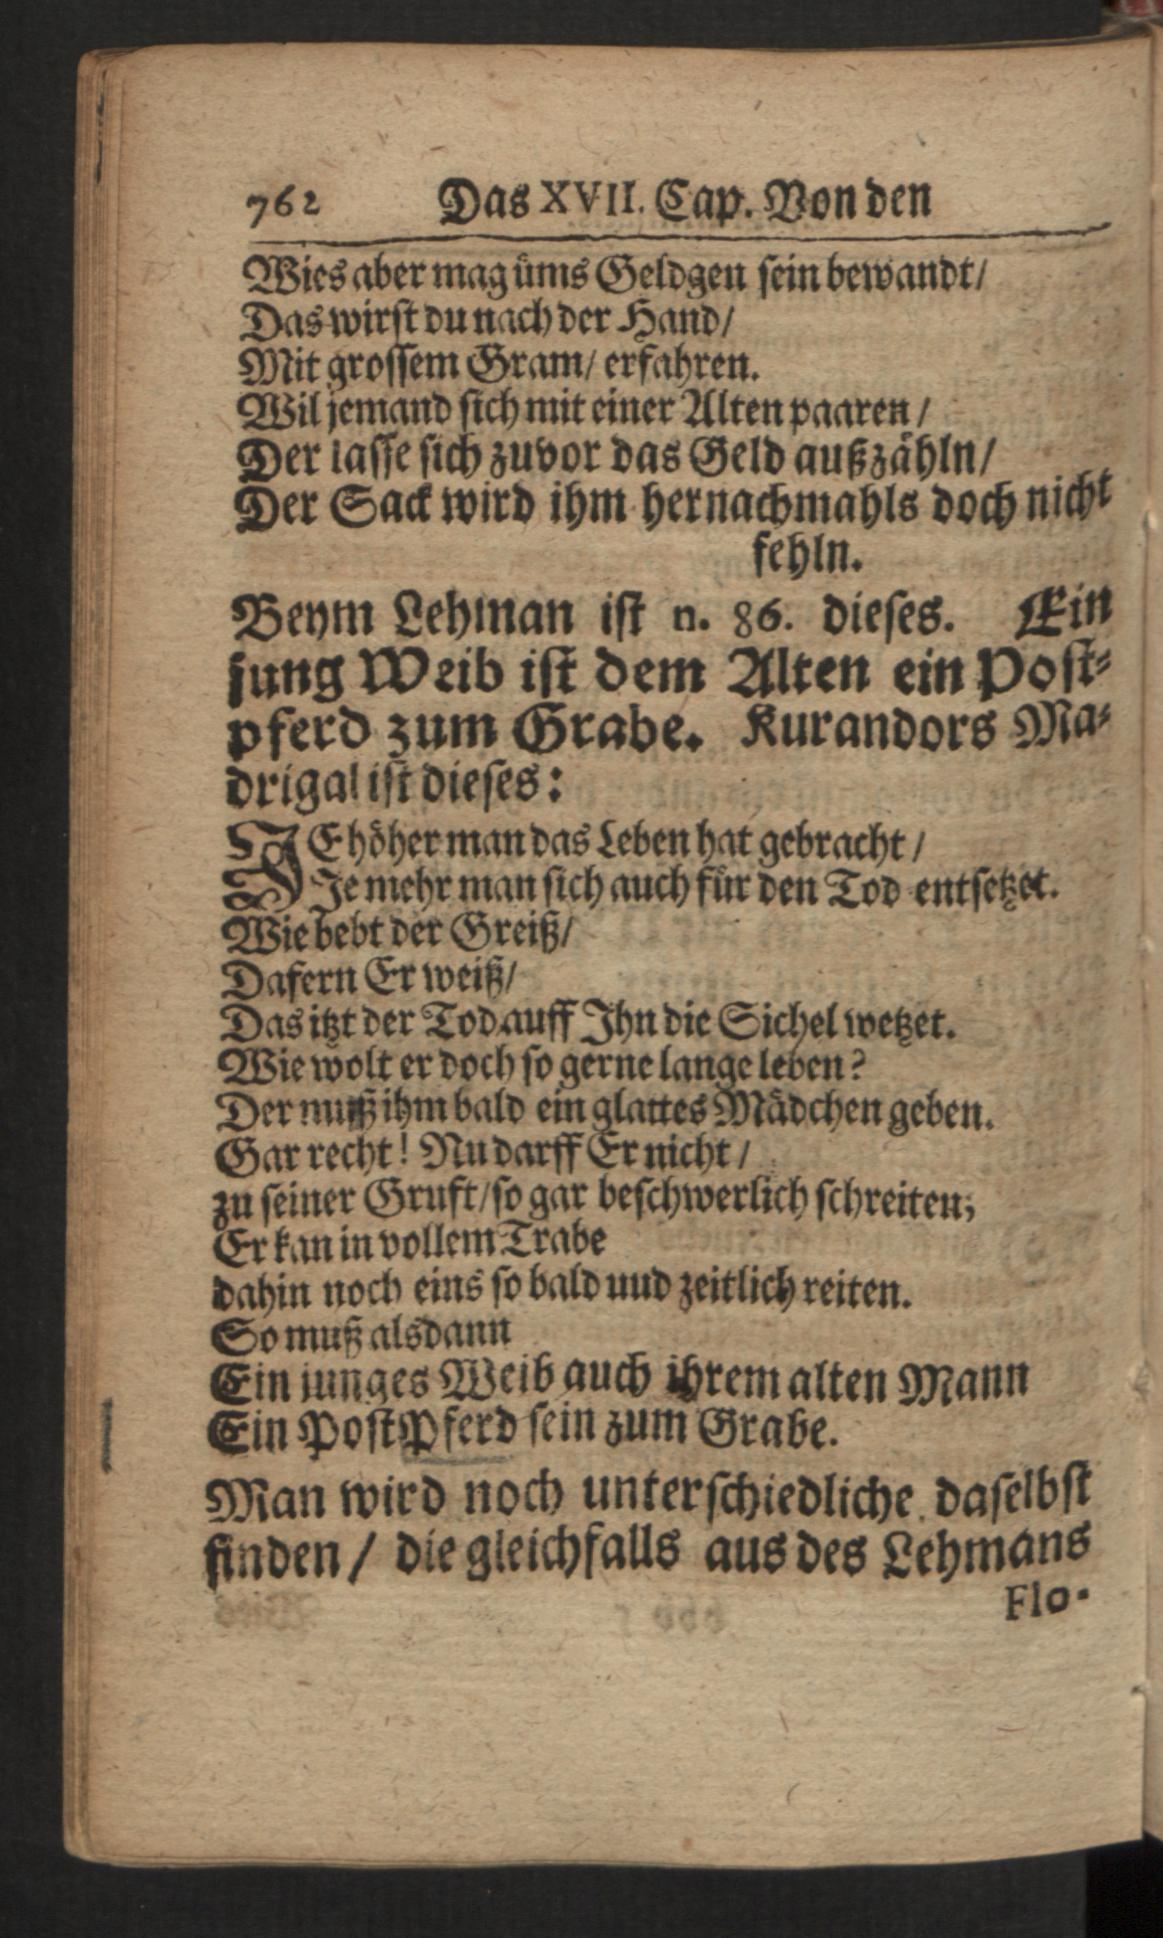 762 Das XVII. Cap. Von den
Wies aber mag üms Geldgen sein bewandt/
Das wirst du nach der Hand/
Mit grossem Gram/ erfahren.
Wil jemand sich mit einer Alten paaren/
Der lasse sich zuvor das Geld außzähln/
Der Sack wird ihm hernachmahls doch nicht
fehln.
Beym Lehman ist n. 86. dieses. Ein
jung Weib ist dem Alten ein Post-
pferd zum Grabe. Kurandors Ma-
drigal ist dieses:
JE höher man das Leben hat gebracht/
Je mehr man sich auch für den Tod entsetzet.
Wie bebt der Greiß/
Dafern Er weiß/
Das itzt der Tod auff Ihn die Sichel wetzet.
Wie wolt er doch so gerne lange leben?
Der muß ihm bald ein glattes Mädchen geben.
Gar recht! Nu darff Er nicht/
zu seiner Gruft/ so gar beschwerlich schreiten;
Er kan in vollem Trabe
dahin noch eins so bald uud zeitlich reiten.
So muß alsdann
Ein junges Weib auch ihrem alten Mann
Ein PostPferd sein zum Grabe.
Man wird noch unterschiedliche daselbst
finden/ die gleichfalls aus des Lehmans
Flo-